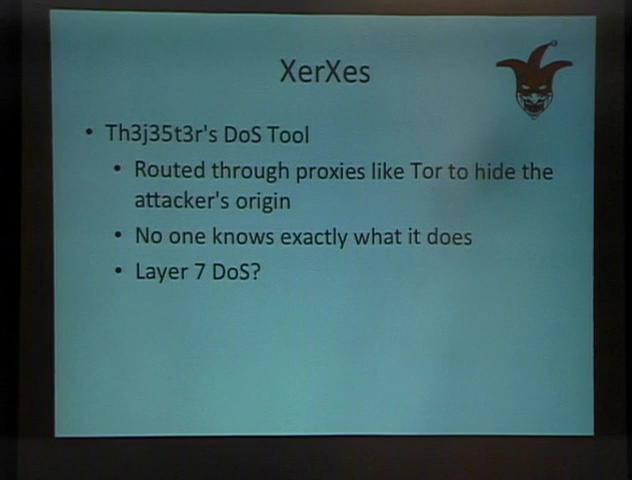 XerXes
• Th3j35t3r's DoS Tool
• Routed through proxies like Tor to hide the
attacker's origin
• No one knows exactly what it does
• Layer 7 DoS?